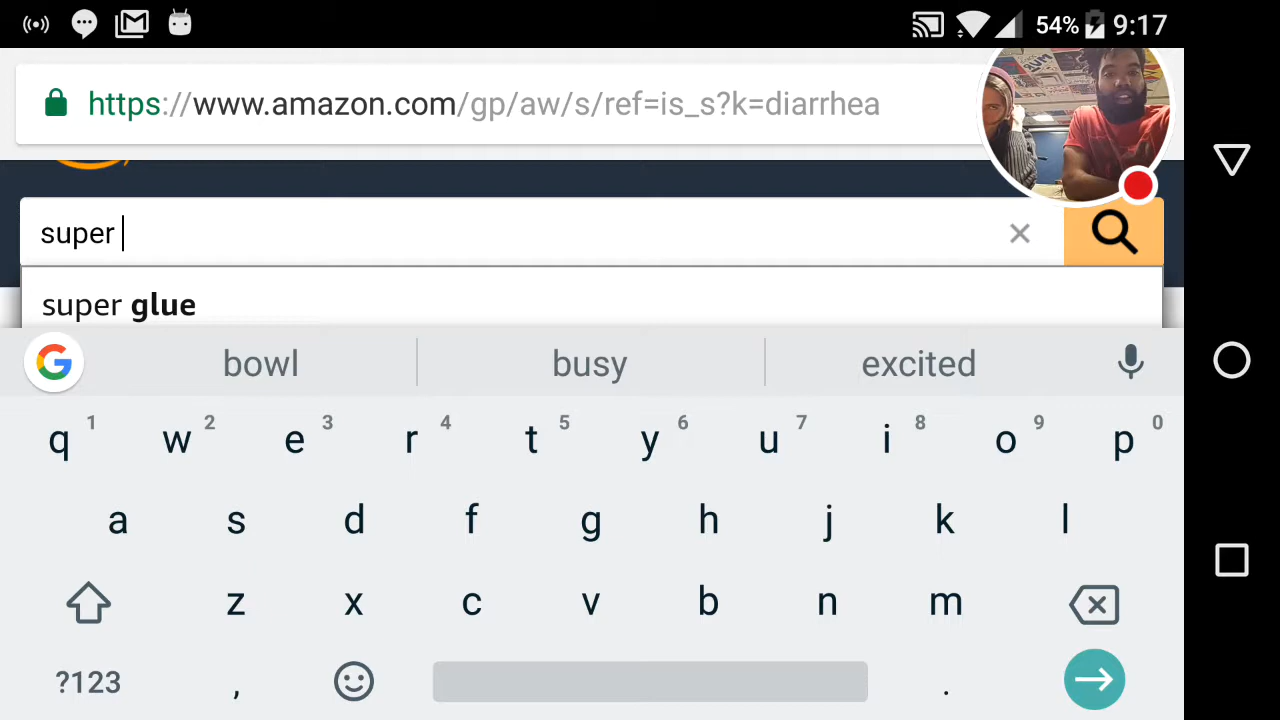 54% 9:17
https://www.amazon.com/gp/aw/s/ref=is_s?k=diarrhea
super
super glue
bowl busy excited
q 1 w 2 e 3 r 4 t 5 y 6 u 7 i 8 o 9 p 0
a s d f g h j k l
z x c v b n m
?123 , .